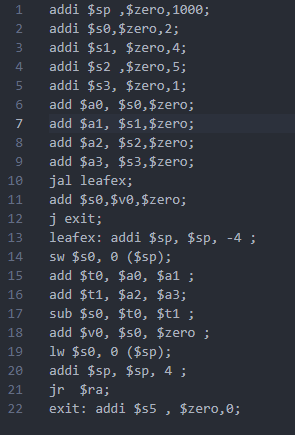 1 addi $sp ,$zero,1000;
2 addi $s0,$zero,2;
3 addi $s1, $zero,4;
4 addi $s2 ,$zero,5;
5 addi $s3, $zero,1;
6 add $a0, $s0,$zero;
7 add $a1, $s1,$zero;
8 add $a2, $s2,$zero;
9 add $a3, $s3,$zero;
10 jal leafex;
11 add $s0,$v0,$zero;
12 j exit;
13 leafex: addi $sp, $sp, -4 ;
14 sw $s0, 0 ($sp);
15 add $t0, $a0, $a1 ;
16 add $t1, $a2, $a3;
17 sub $s0, $t0, $t1 ;
18 add $v0, $s0, $zero ;
19 lw $s0, 0 ($sp);
20 addi $sp, $sp, 4 ;
21 jr  $ra;
22 exit: addi $s5 , $zero,0;